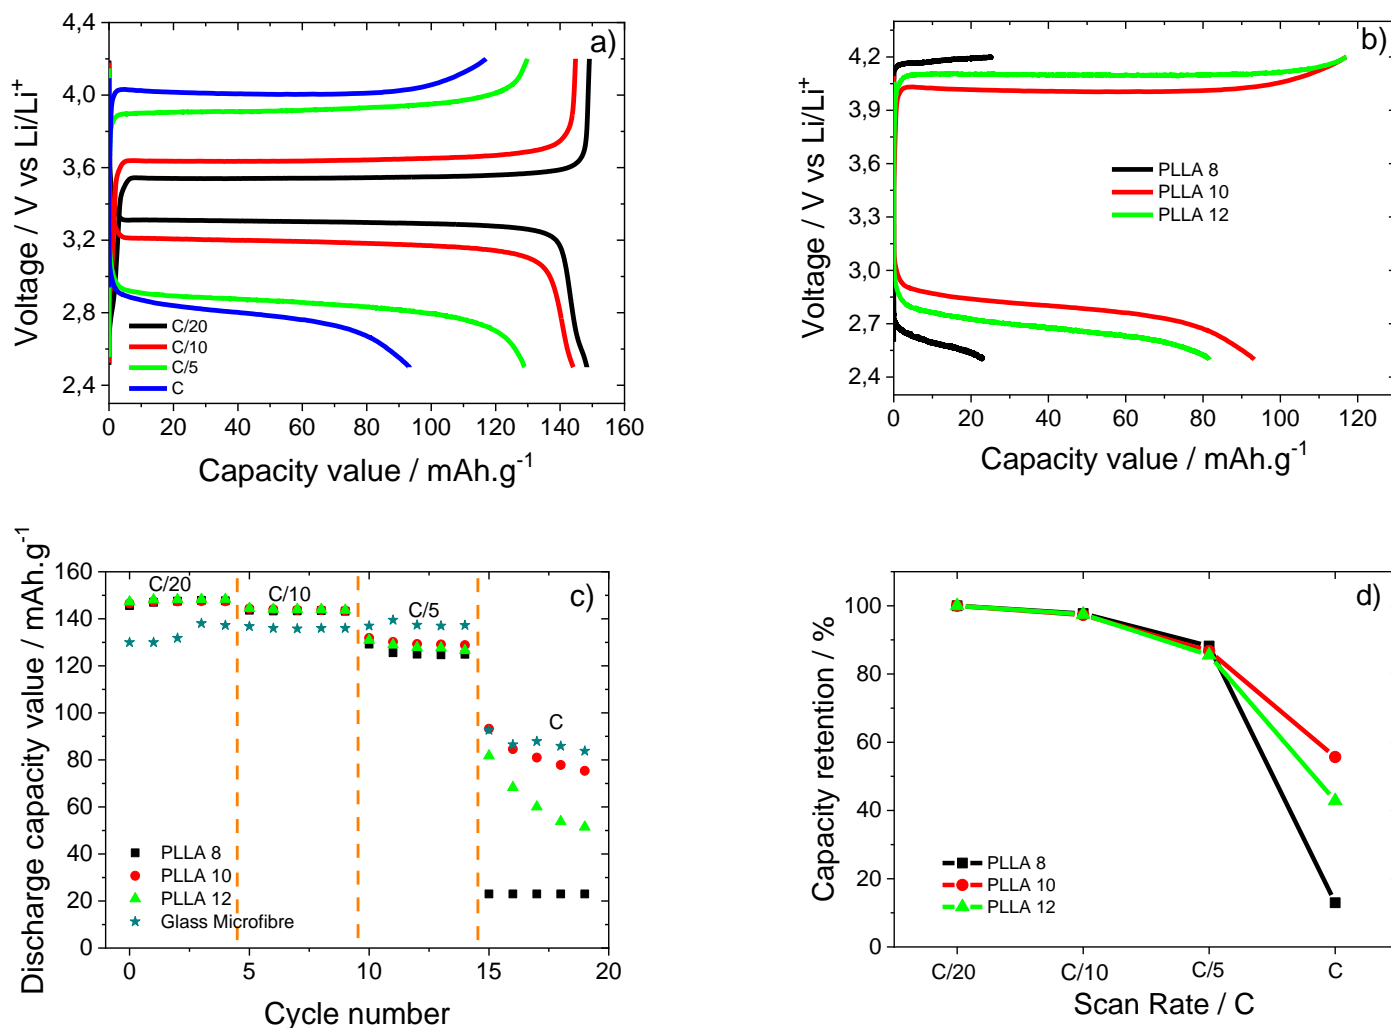 a)
Voltage / V vs Li/Li⁺
4,4
4,0
3,6
3,2
2,8
2,4
C/20
C/10
C/5
C
0 20 40 60 80 100 120 140 160
Capacity value / mAh.g⁻¹
b)
Voltage / V vs Li/Li⁺
4,2
3,9
3,6
3,3
3,0
2,7
2,4
PLLA 8
PLLA 10
PLLA 12
0 20 40 60 80 100 120
Capacity value / mAh.g⁻¹
c)
Discharge capacity value / mAh.g⁻¹
160
140
120
100
80
60
40
20
0
C/20
C/10
C/5
C
PLLA 8
PLLA 10
PLLA 12
Glass Microfibre
0 5 10 15 20
Cycle number
d)
Capacity retention / %
100
80
60
40
20
0
PLLA 8
PLLA 10
PLLA 12
C/20 C/10 C/5 C
Scan Rate / C